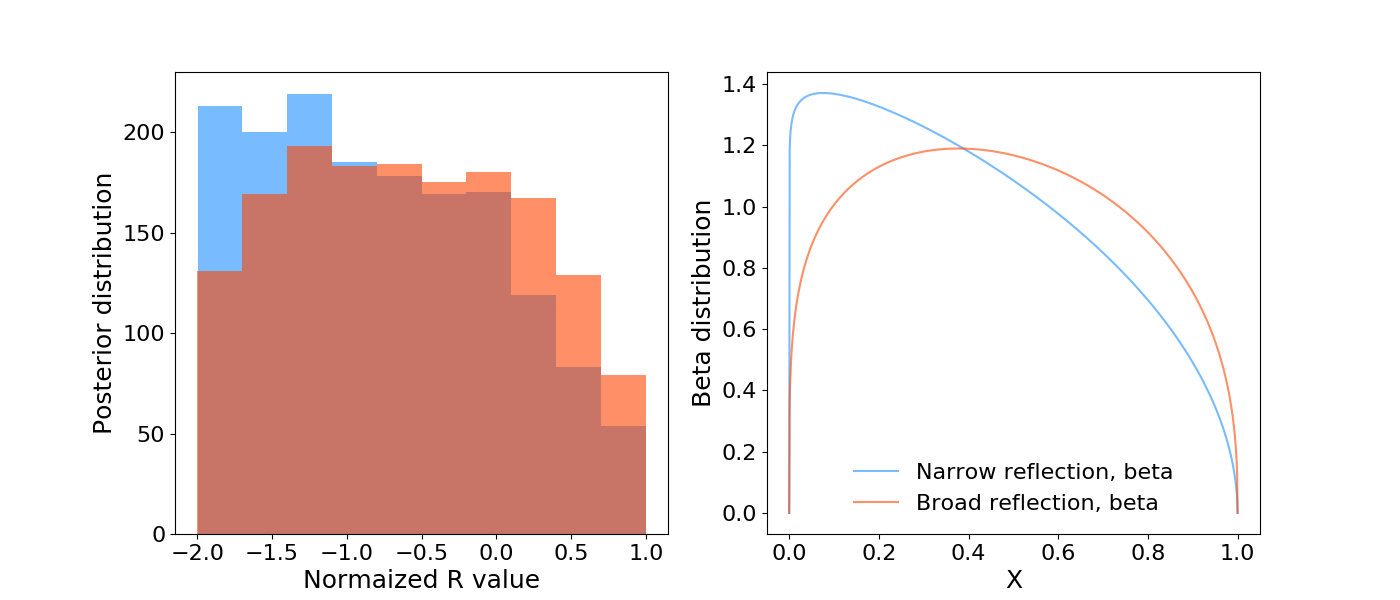 Posterior distribution
200
150
100
50
0
−2.0 −1.5 −1.0 −0.5 0.0 0.5 1.0
Normaized R value
Beta distribution
1.4
1.2
1.0
0.8
0.6
0.4
0.2
0.0
Narrow reflection, beta
Broad reflection, beta
0.0 0.2 0.4 0.6 0.8 1.0
X